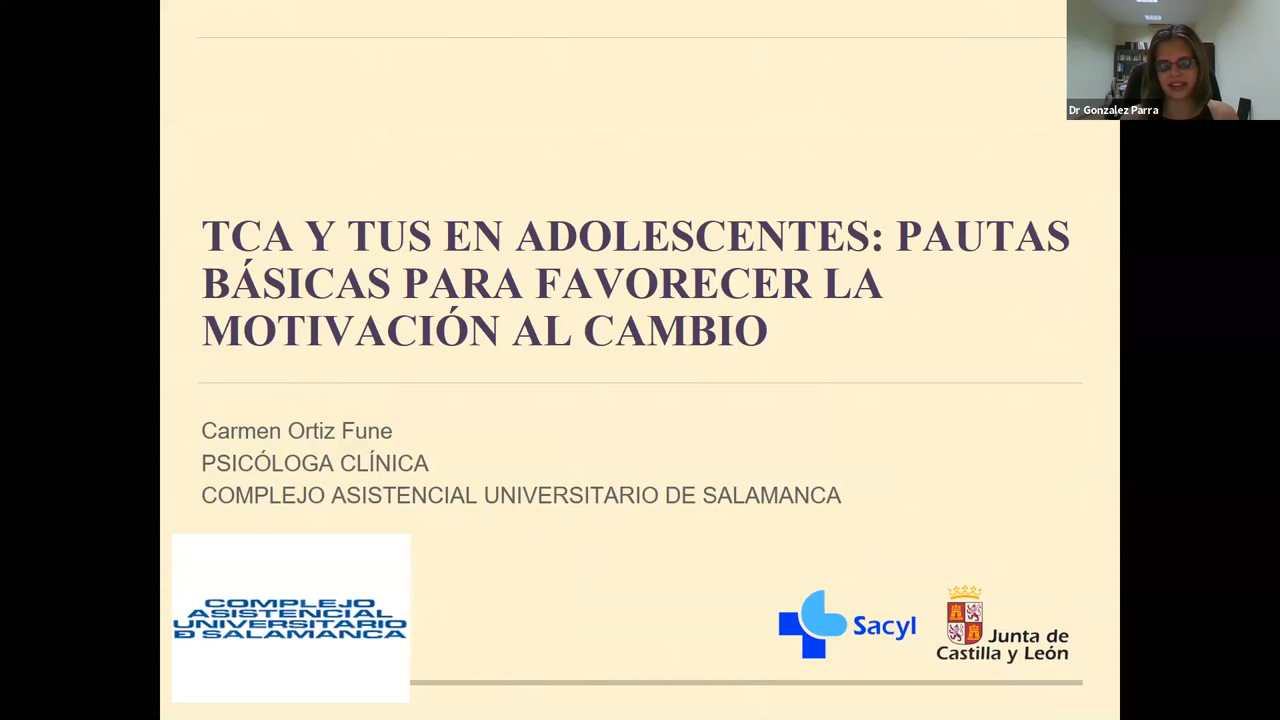 Dr Gonzalez Parra
TCA Y TUS EN ADOLESCENTES: PAUTAS
BÁSICAS PARA FAVORECER LA
MOTIVACIÓN AL CAMBIO
Carmen Ortiz Fune
PSICÓLOGA CLÍNICA
COMPLEJO ASISTENCIAL UNIVERSITARIO DE SALAMANCA
COMPLEJO
ASISTENCIAL
UNIVERSITARIO
D SALAMANCA
Sacyl
Junta de
Castilla y León